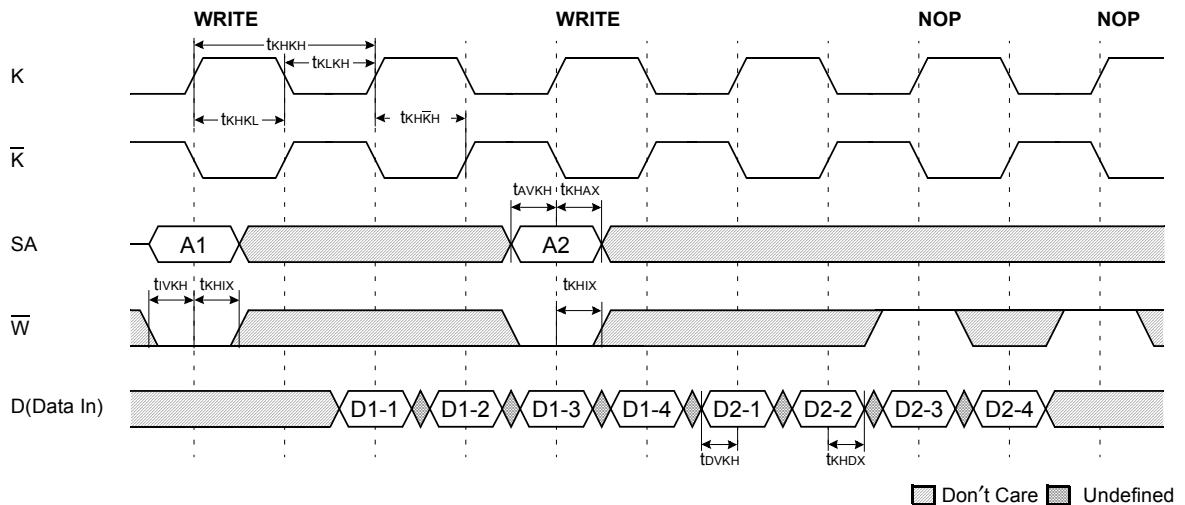 WRITE WRITE NOP NOP
tKHKH
tKLKH
K
tKHKL
tKHK̅H
K̅
tAVKH tKHAX
SA A1 A2
tIVKH tKHIX tKHIX
W̅
D(Data In) D1-1 D1-2 D1-3 D1-4 D2-1 D2-2 D2-3 D2-4
tDVKH tKHDX
Don′t Care Undefined